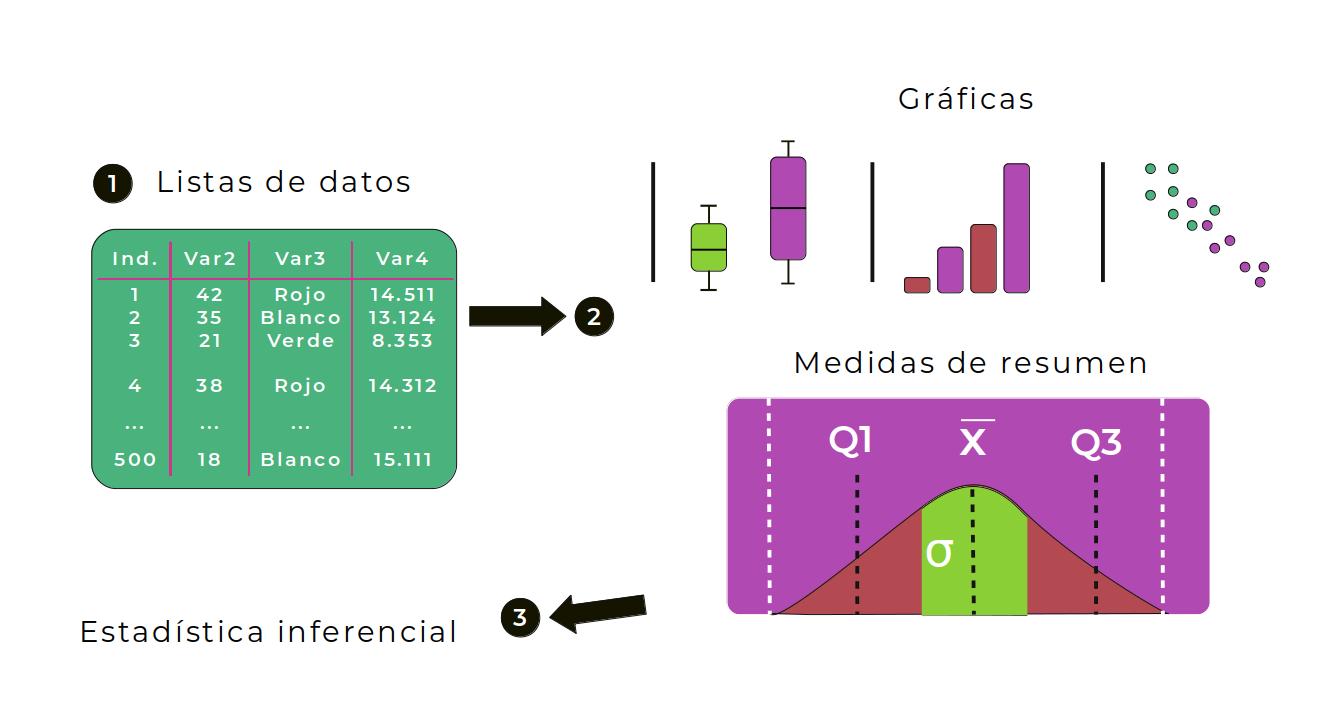 1 Listas de datos
Ind. Var2 Var3 Var4
1 42 Rojo 14.511
2 35 Blanco 13.124
3 21 Verde 8.353
4 38 Rojo 14.312
... ... ... ...
500 18 Blanco 15.111
2
Gráficas
Medidas de resumen
Q1 x̅ Q3
σ
3
Estadística inferencial